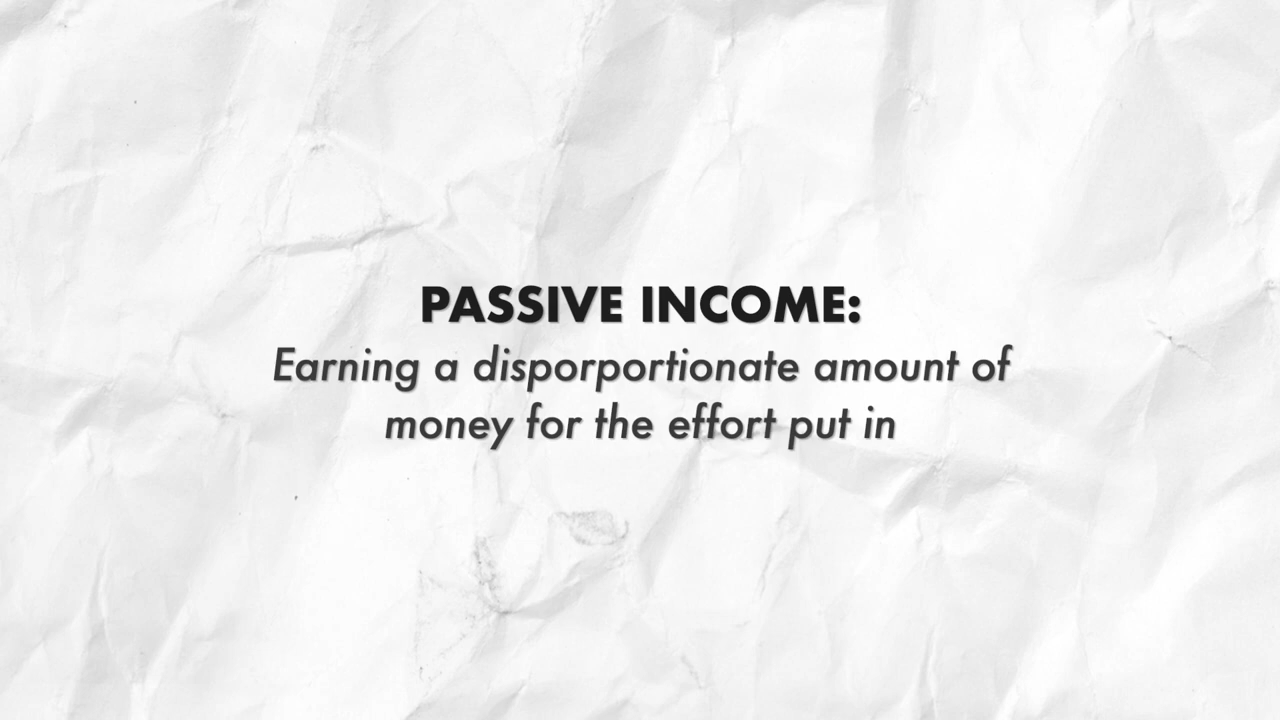 PASSIVE INCOME:
Earning a disporportionate amount of
money for the effort put in